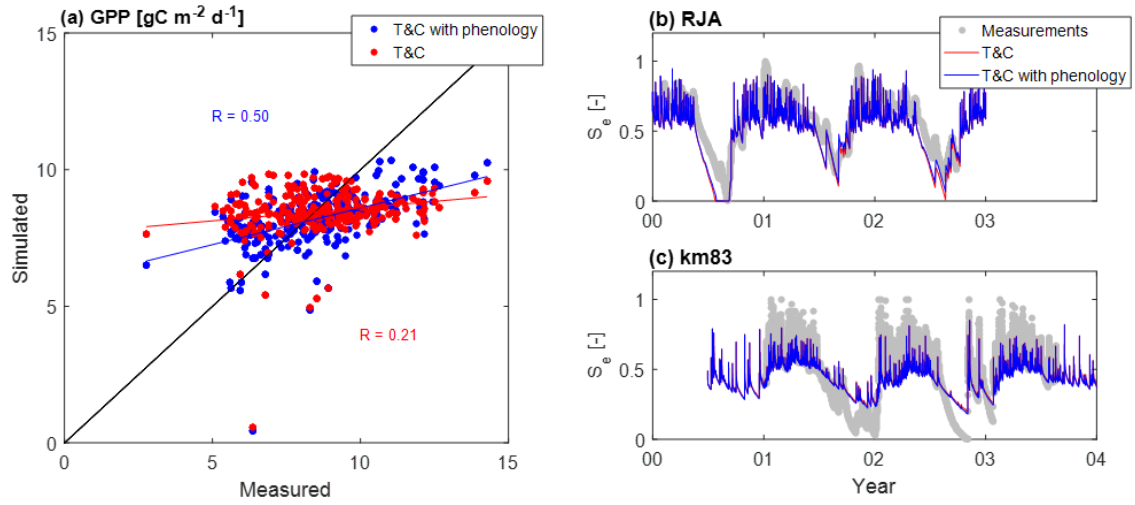 (a) GPP [gC m⁻² d⁻¹]
T&C with phenology
T&C
R = 0.50
R = 0.21
15
10
5
0
0
5
10
15
Simulated
Measured
(b) RJA
Measurements
T&C
T&C with phenology
1
0.5
0
Sₑ [-]
00
01
02
03
(c) km83
1
0.5
0
Sₑ [-]
00
01
02
03
04
Year